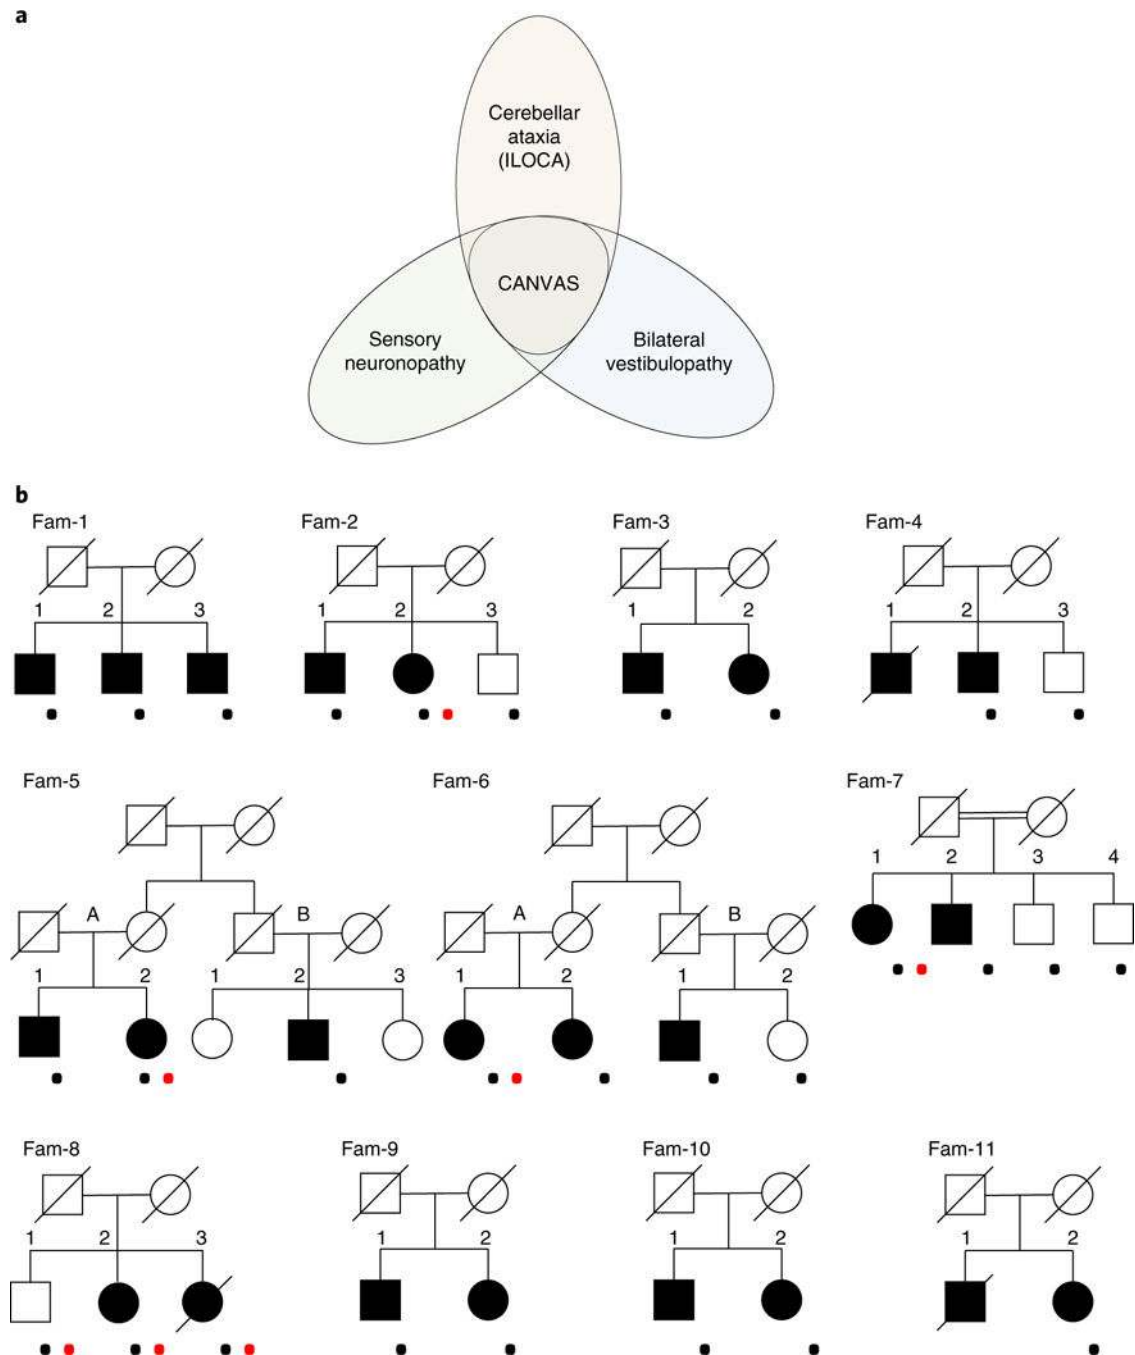 a
Cerebellar
ataxia
(ILOCA)
CANVAS
Sensory
neuronopathy
Bilateral
vestibulopathy
b
Fam-1
Fam-2
Fam-3
Fam-4
1 2 3
1 2 3
1 2
1 2 3
Fam-5
Fam-6
Fam-7
1 2 3 4
A B
A B
1 2 1 2 3
1 2 1 2
Fam-8
Fam-9
Fam-10
Fam-11
1 2 3
1 2
1 2
1 2